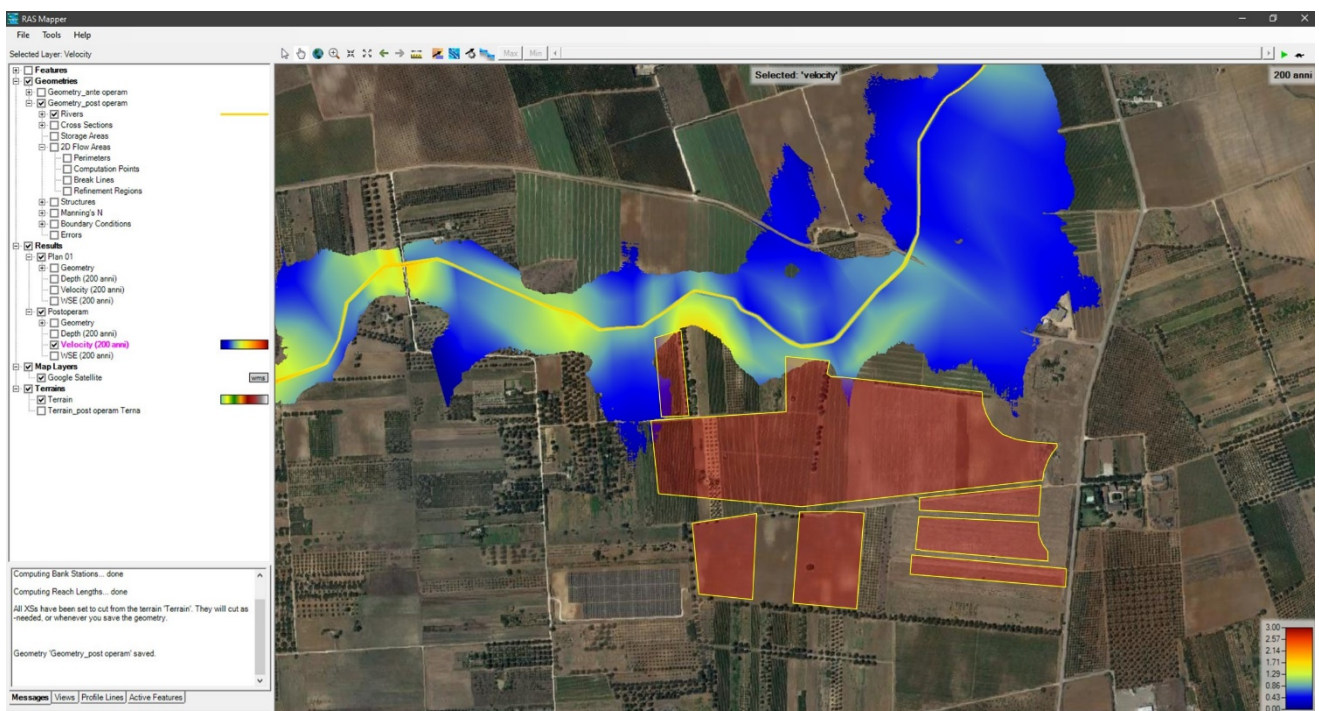 RAS Mapper
File Tools Help
Selected Layer: Velocity
Max Min
Features
Geometries
Geometry_ante operam
Geometry_post operam
Rivers
Cross Sections
Storage Areas
2D Flow Areas
Perimeters
Computation Points
Break Lines
Refinement Regions
Structures
Manning's N
Boundary Conditions
Errors
Results
Plan 01
Geometry
Depth (200 anni)
Velocity (200 anni)
WSE (200 anni)
Postoperam
Geometry
Depth (200 anni)
Velocity (200 anni)
WSE (200 anni)
Map Layers
Google Satellite wms
Terrains
Terrain
Terrain_post operam Terna
Selected: 'velocity'
200 anni
Computing Bank Stations... done
Computing Reach Lengths... done
All XSs have been set to cut from the terrain 'Terrain'. They will cut as
-needed, or whenever you save the geometry.
Geometry 'Geometry_post operam' saved.
Messages Views Profile Lines Active Features
3.00
2.57
2.14
1.71
1.29
0.86
0.43
0.00